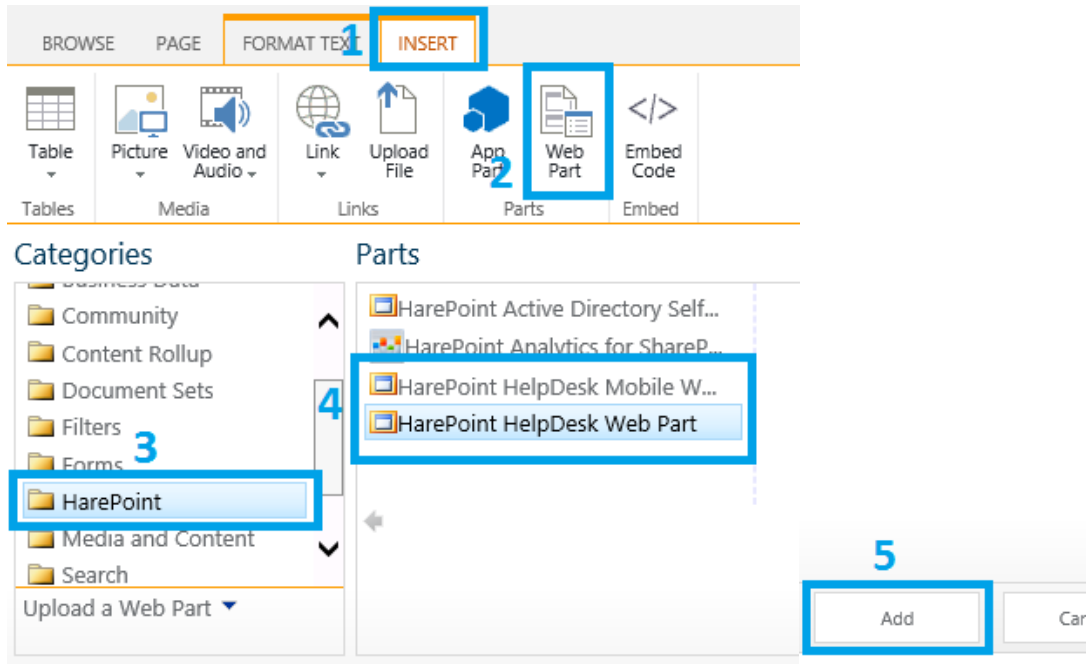 BROWSE PAGE FORMAT TEXT 1 INSERT
Table Picture Video and Audio Link Upload File App Part 2 Web Part Embed Code
Tables Media Links Parts Embed
Categories
Business Data
Community
Content Rollup
Document Sets
Filters
Forms
3
HarePoint
Media and Content
Search
Upload a Web Part
Parts
HarePoint Active Directory Self...
HarePoint Analytics for ShareP...
4
HarePoint HelpDesk Mobile W...
HarePoint HelpDesk Web Part
5
Add